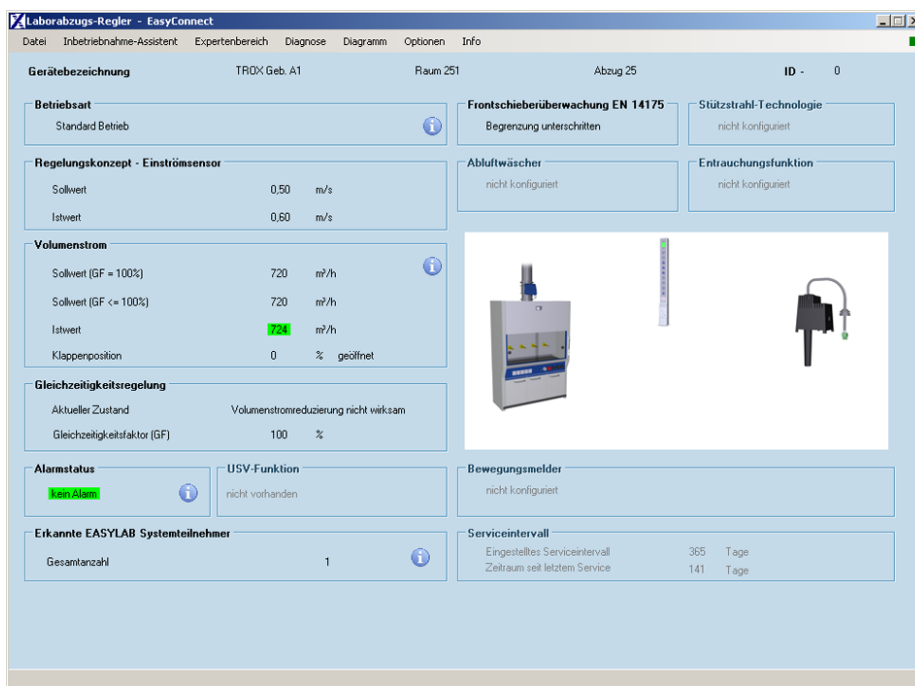 Laborabzugs-Regler - EasyConnect
Datei Inbetriebnahme-Assistent Expertenbereich Diagnose Diagramm Optionen Info
Gerätebezeichnung TROX Geb. A1 Raum 251 Abzug 25 ID - 0
Betriebsart
Standard Betrieb
Frontschieberüberwachung EN 14175
Begrenzung unterschritten
Stützstrahl-Technologie
nicht konfiguriert
Regelungskonzept - Einströmsensor
Sollwert 0,50 m/s
Istwert 0,60 m/s
Abluftwäscher
nicht konfiguriert
Entrauchungsfunktion
nicht konfiguriert
Volumenstrom
Sollwert (GF = 100%) 720 m³/h
Sollwert (GF <= 100%) 720 m³/h
Istwert 724 m³/h
Klappenposition 0 % geöffnet
Gleichzeitigkeitsregelung
Aktueller Zustand Volumenstromreduzierung nicht wirksam
Gleichzeitigkeitsfaktor (GF) 100 %
Alarmstatus
kein Alarm
USV-Funktion
nicht vorhanden
Bewegungsmelder
nicht konfiguriert
Erkannte EASYLAB Systemteilnehmer
Gesamtanzahl 1
Serviceintervall
Eingestelltes Serviceintervall 365 Tage
Zeitraum seit letztem Service 141 Tage